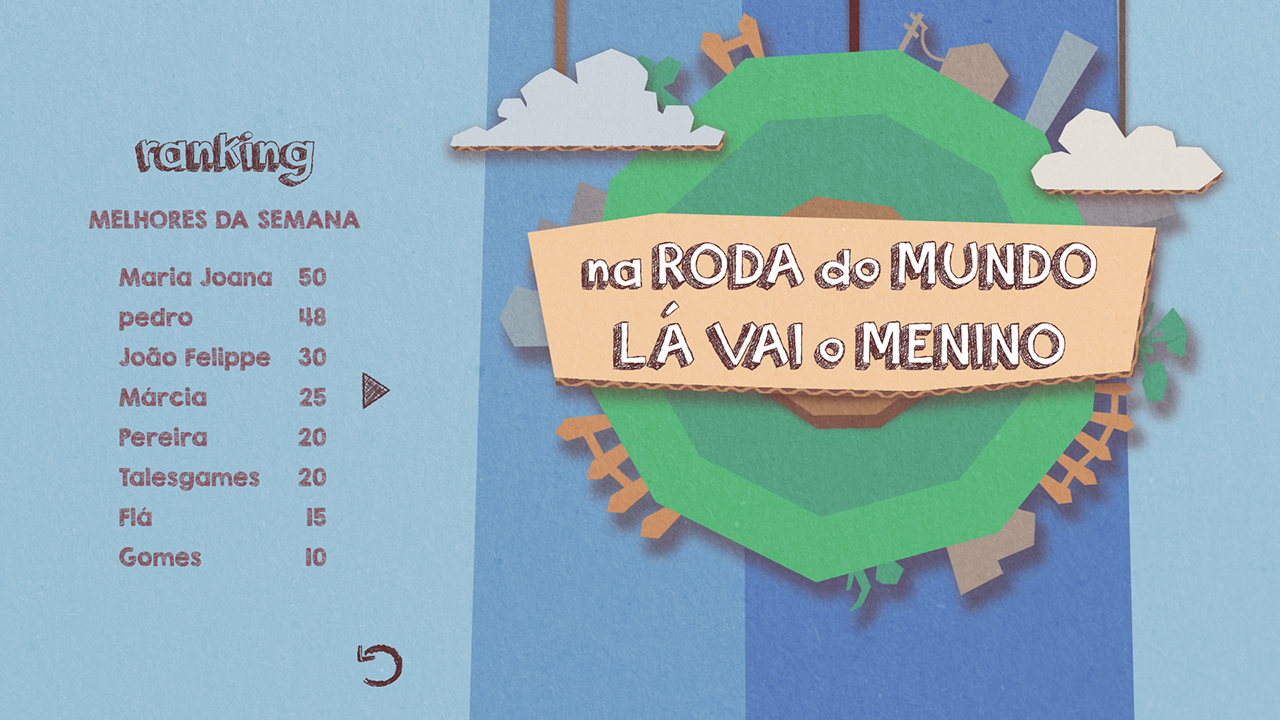 ranking
MELHORES DA SEMANA
Maria Joana 50
pedro 48
João Felippe 30
Márcia 25
Pereira 20
Talesgames 20
Flá 15
Gomes 10
na RODA do MUNDO
LÁ VAI o MENINO